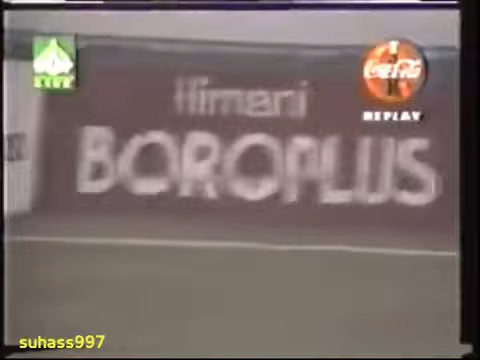 LIVE
Coca-Cola
REPLAY
Himani
BOROPLUS
suhass997